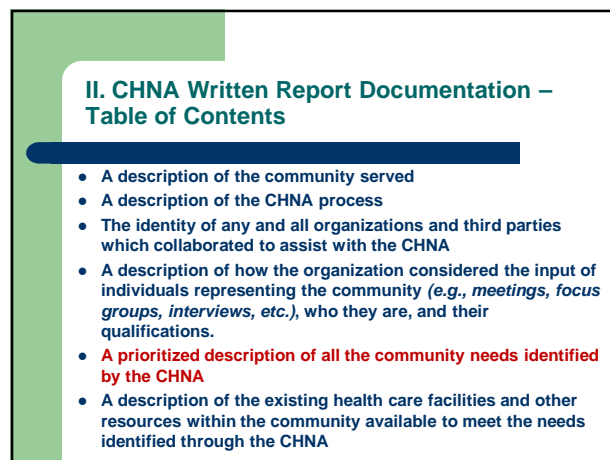 II. CHNA Written Report Documentation –
Table of Contents
● A description of the community served
● A description of the CHNA process
● The identity of any and all organizations and third parties
which collaborated to assist with the CHNA
● A description of how the organization considered the input of
individuals representing the community (e.g., meetings, focus
groups, interviews, etc.), who they are, and their
qualifications.
● A prioritized description of all the community needs identified
by the CHNA
● A description of the existing health care facilities and other
resources within the community available to meet the needs
identified through the CHNA